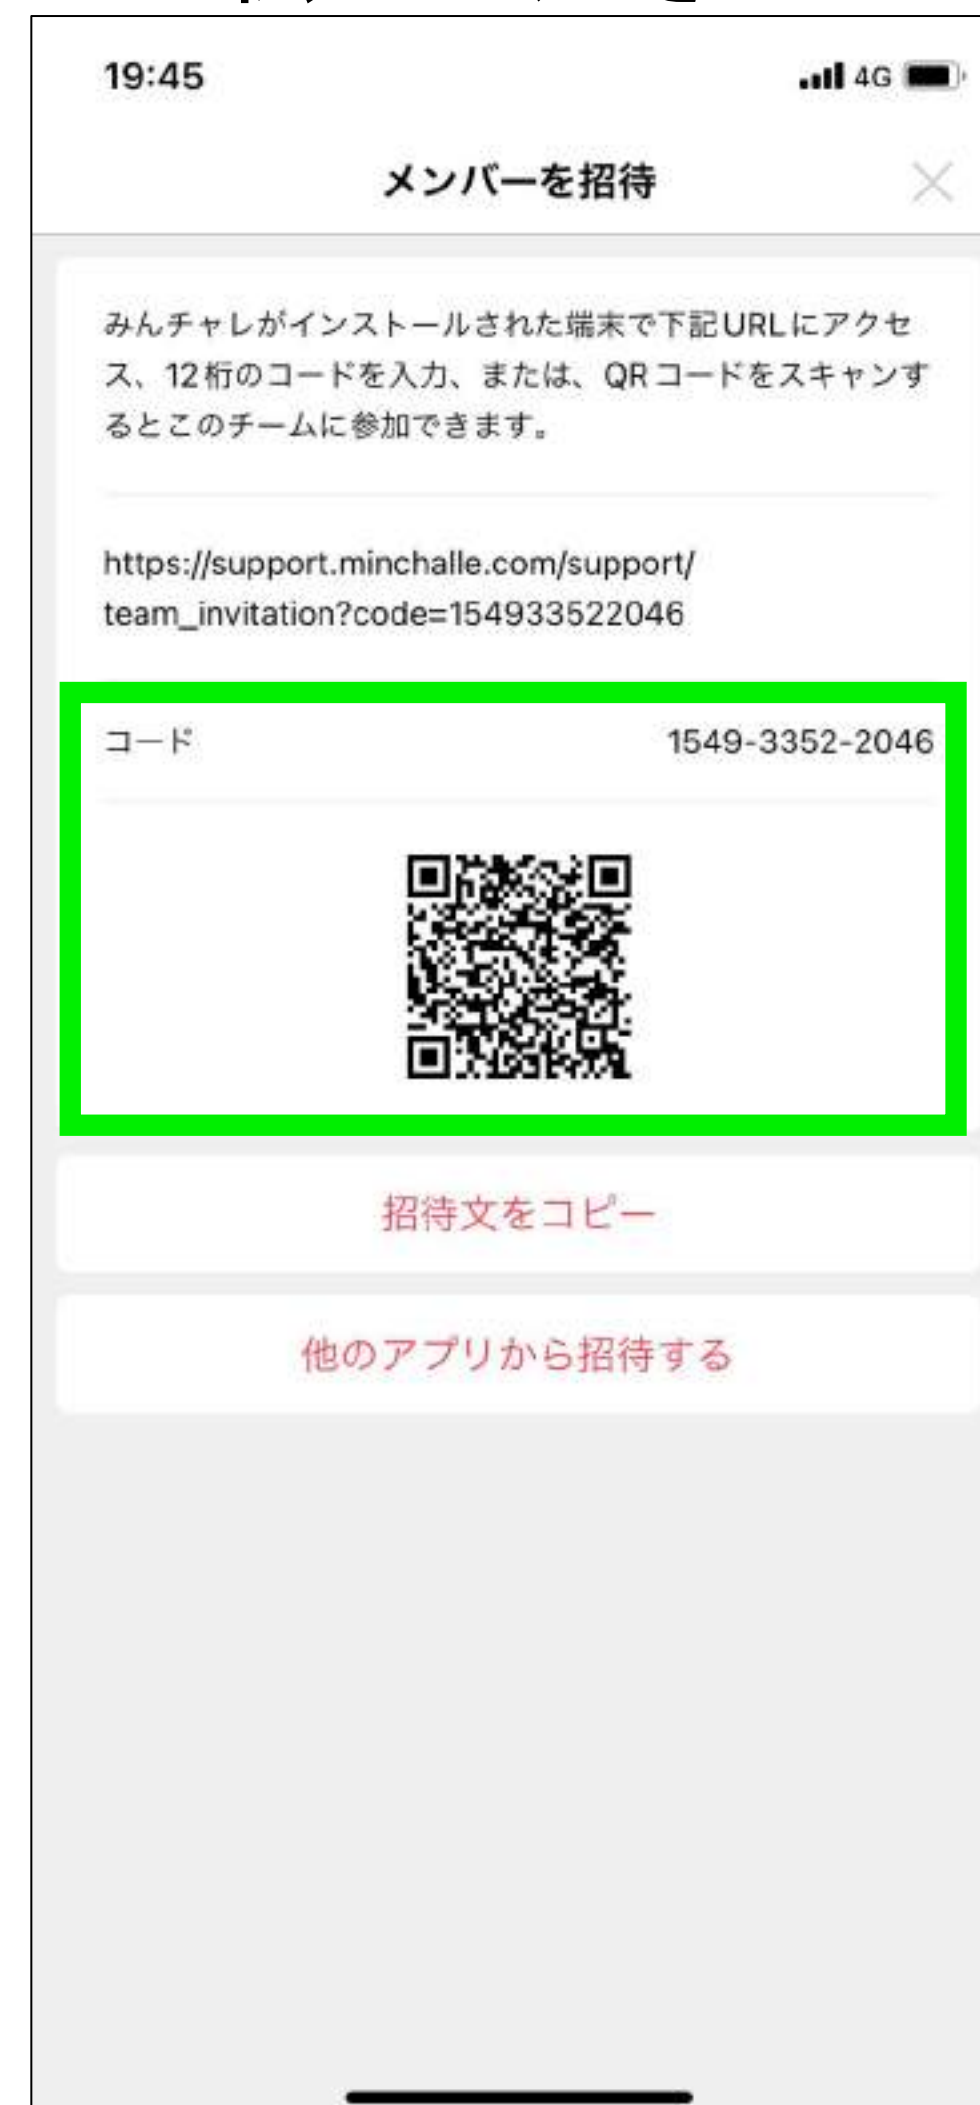 19:45
4G
メンバーを招待
みんチャレがインストールされた端末で下記URLにアクセ
ス、12桁のコードを入力、または、QRコードをスキャンす
るとこのチームに参加できます。
https://support.minchalle.com/support/
team_invitation?code=154933522046
コード 1549-3352-2046
招待文をコピー
他のアプリから招待する